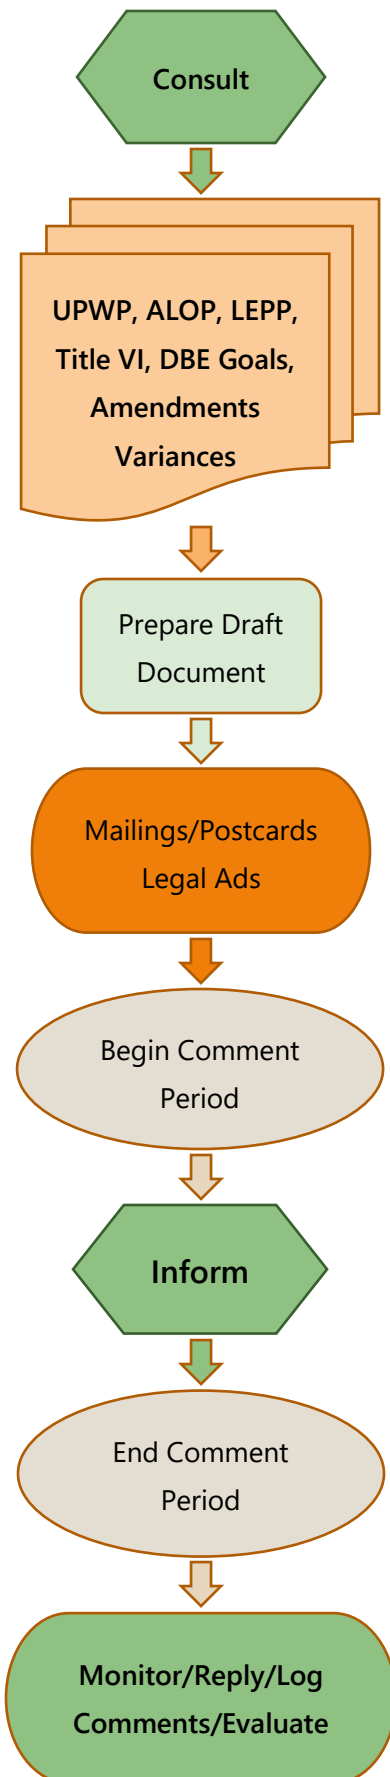 Consult
UPWP, ALOP, LEPP,
Title VI, DBE Goals,
Amendments
Variances
Prepare Draft
Document
Mailings/Postcards
Legal Ads
Begin Comment
Period
Inform
End Comment
Period
Monitor/Reply/Log
Comments/Evaluate